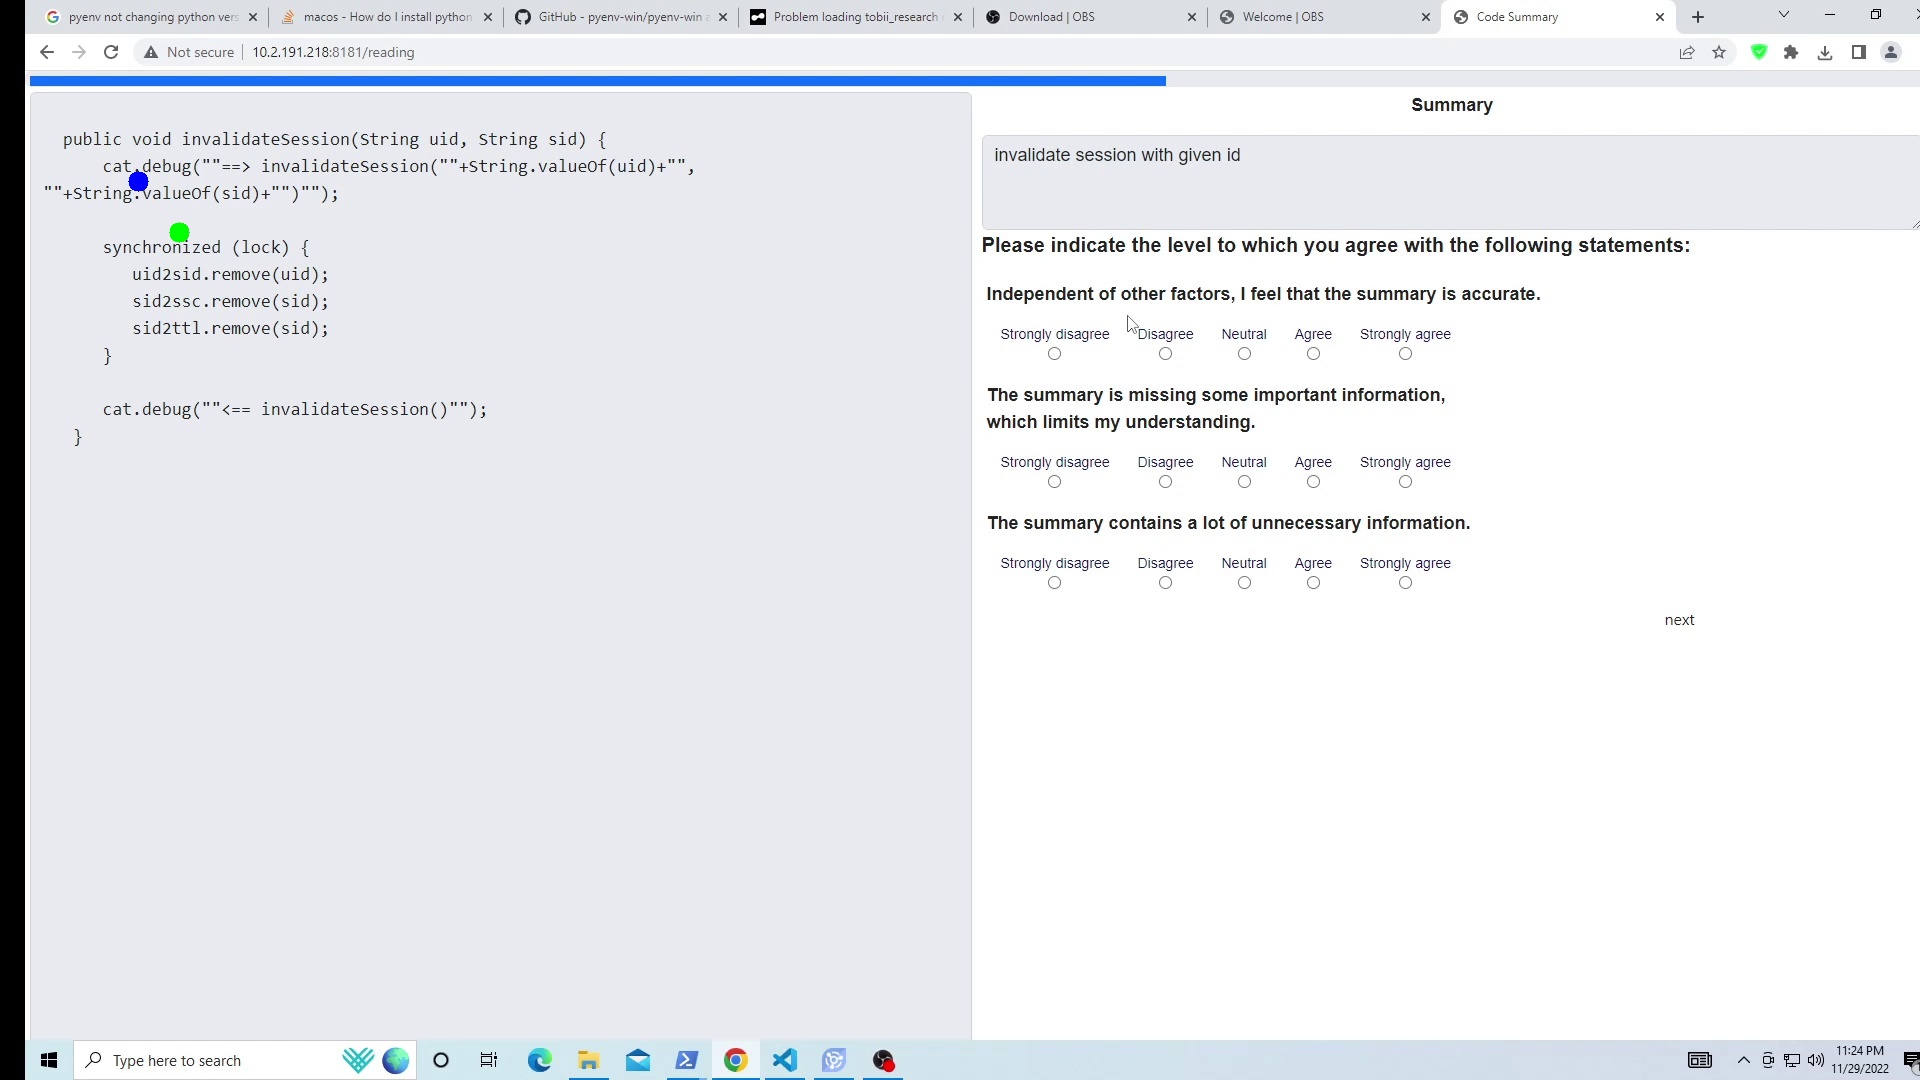 pyenv not changing python vers
macos - How do I install python
GitHub - pyenv-win/pyenv-win a
Problem loading tobii_research
Download | OBS
Welcome | OBS
Code Summary
Not secure
10.2.191.218:8181/reading
public void invalidateSession(String uid, String sid) {
cat.debug(""==> invalidateSession(""+String.valueOf(uid)+"",
""+String.valueOf(sid)+"")"");
synchronized (lock) {
uid2sid.remove(uid);
sid2ssc.remove(sid);
sid2ttl.remove(sid);
}
cat.debug(""<== invalidateSession()"");
}
Summary
invalidate session with given id
Please indicate the level to which you agree with the following statements:
Independent of other factors, I feel that the summary is accurate.
Strongly disagree Disagree Neutral Agree Strongly agree
The summary is missing some important information,
which limits my understanding.
Strongly disagree Disagree Neutral Agree Strongly agree
The summary contains a lot of unnecessary information.
Strongly disagree Disagree Neutral Agree Strongly agree
next
Type here to search
11:24 PM
11/29/2022